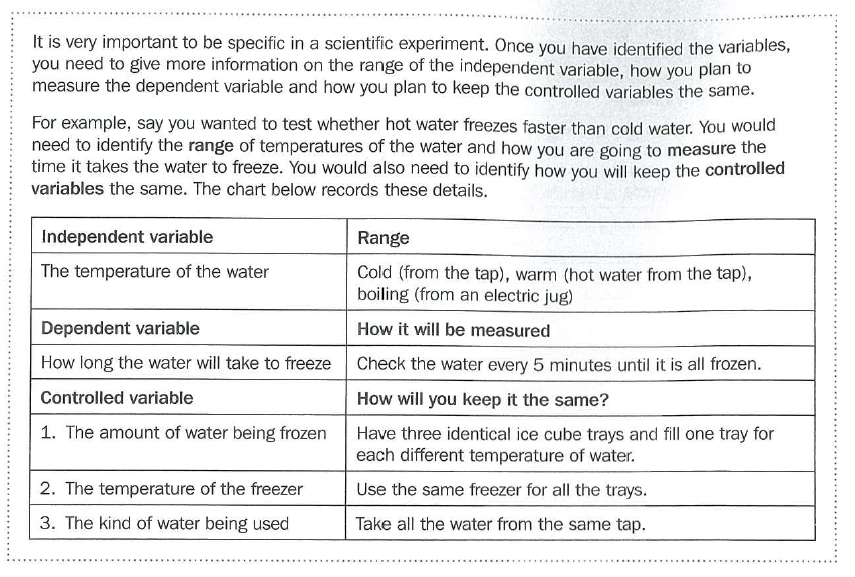 It is very important to be specific in a scientific experiment. Once you have identified the variables,
you need to give more information on the range of the independent variable, how you plan to
measure the dependent variable and how you plan to keep the controlled variables the same.
For example, say you wanted to test whether hot water freezes faster than cold water. You would
need to identify the range of temperatures of the water and how you are going to measure the
time it takes the water to freeze. You would also need to identify how you will keep the controlled
variables the same. The chart below records these details.
Independent variable
Range
The temperature of the water
Cold (from the tap), warm (hot water from the tap),
boiling (from an electric jug)
Dependent variable
How it will be measured
How long the water will take to freeze
Check the water every 5 minutes until it is all frozen.
Controlled variable
How will you keep it the same?
1. The amount of water being frozen
Have three identical ice cube trays and fill one tray for
each different temperature of water.
2. The temperature of the freezer
Use the same freezer for all the trays.
3. The kind of water being used
Take all the water from the same tap.